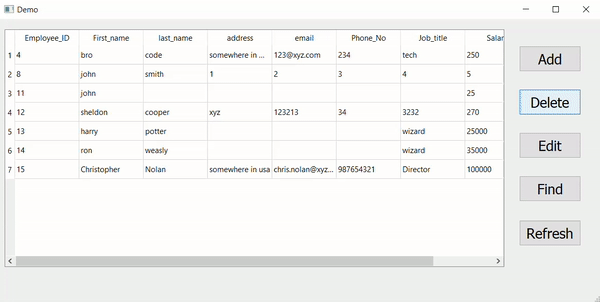 Demo
Employee_ID First_name last_name address email Phone_No Job_title Salar
1 4 bro code somewhere in ... 123@xyz.com 234 tech 250
2 8 john smith 1 2 3 4 5
3 11 john 25
4 12 sheldon cooper xyz 123213 34 3232 270
5 13 harry potter wizard 25000
6 14 ron weasly wizard 35000
7 15 Christopher Nolan somewhere in usa chris.nolan@xyz... 987654321 Director 100000
Add
Delete
Edit
Find
Refresh